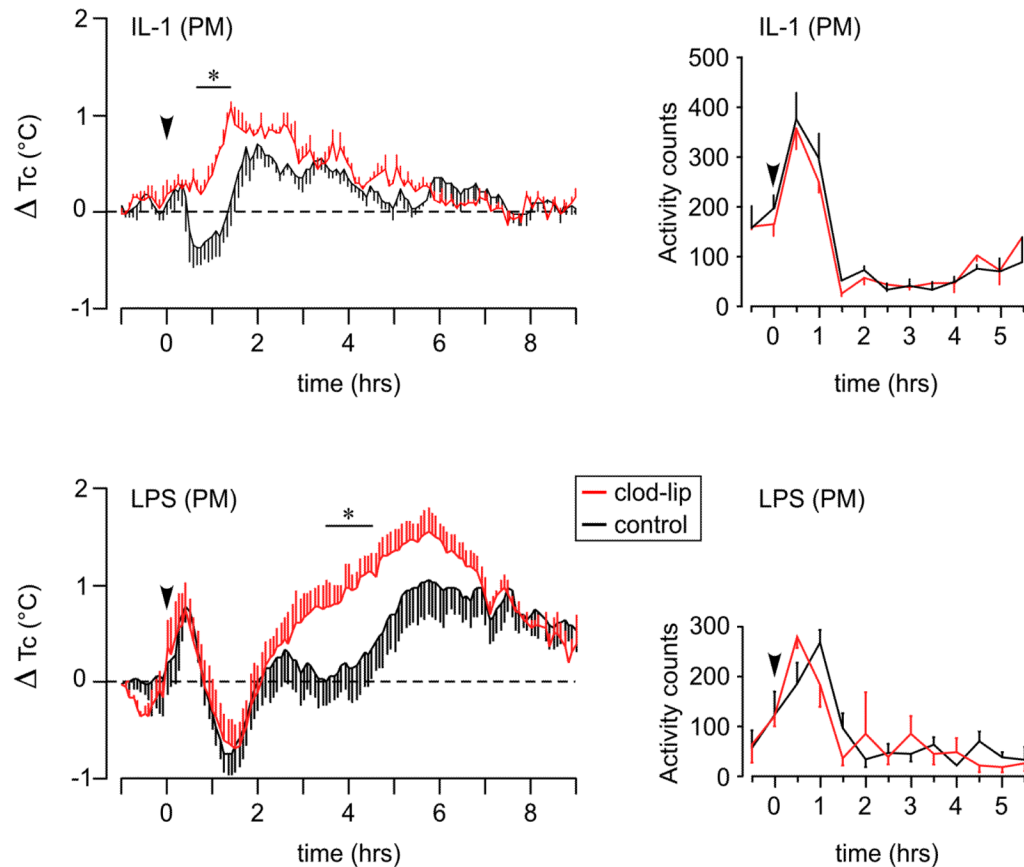 IL-1 (PM)
2
1
0
-1
Δ Tc (°C)
*
0 2 4 6 8
time (hrs)
IL-1 (PM)
500
400
300
200
100
0
Activity counts
0 1 2 3 4 5
time (hrs)
LPS (PM)
2
1
0
-1
Δ Tc (°C)
*
0 2 4 6 8
time (hrs)
clod-lip
control
LPS (PM)
300
200
100
0
Activity counts
0 1 2 3 4 5
time (hrs)